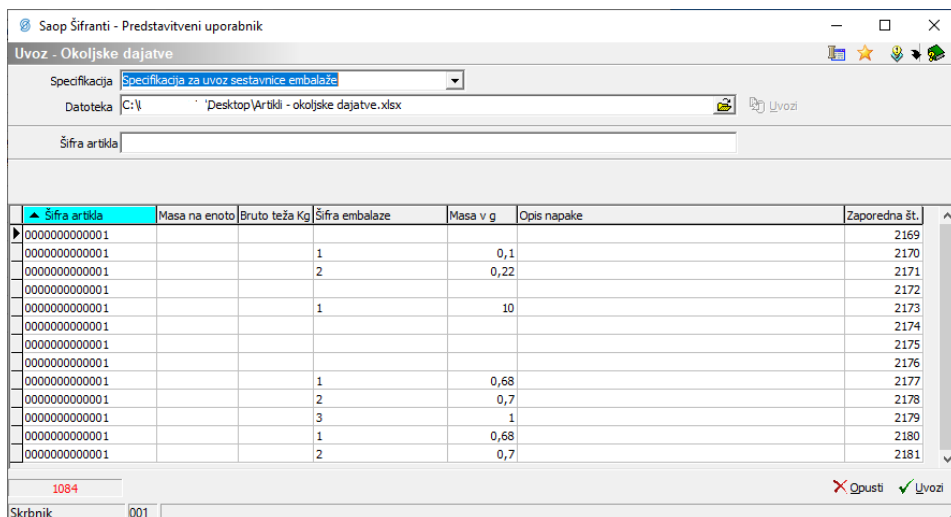 Saop Šifranti - Predstavitveni uporabnik
Uvoz - Okoljske dajatve
Specifikacija Specifikacija za uvoz sestavnice embalaže
Datoteka C:\ \Desktop\Artikli - okoljske dajatve.xlsx Uvozi
Šifra artikla
Šifra artikla Masa na enoto Bruto teža Kg Šifra embalaze Masa v g Opis napake Zaporedna št.
0000000000001 2169
0000000000001 1 0,1 2170
0000000000001 2 0,22 2171
0000000000001 2172
0000000000001 1 10 2173
0000000000001 2174
0000000000001 2175
0000000000001 2176
0000000000001 1 0,68 2177
0000000000001 2 0,7 2178
0000000000001 3 1 2179
0000000000001 1 0,68 2180
0000000000001 2 0,7 2181
1084 Opusti Uvozi
Skrbnik 001